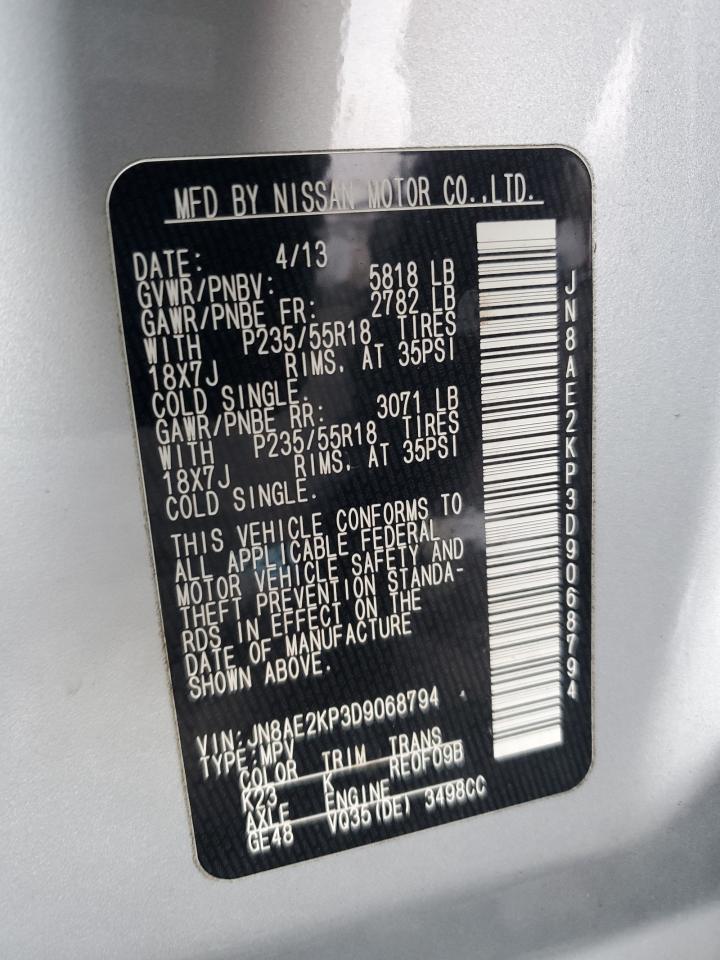 MFD BY NISSAN MOTOR CO.,LTD.
DATE: 4/13
GVWR/PNBV: 5818 LB
GAWR/PNBE FR: 2782 LB
WITH P235/55R18 TIRES
18X7J RIMS, AT 35PSI
COLD SINGLE.
GAWR/PNBE RR: 3071 LB
WITH P235/55R18 TIRES
18X7J RIMS, AT 35PSI
COLD SINGLE.
THIS VEHICLE CONFORMS TO
ALL APPLICABLE FEDERAL
MOTOR VEHICLE SAFETY AND
THEFT PREVENTION STANDA-
RDS IN EFFECT ON THE
DATE OF MANUFACTURE
SHOWN ABOVE.
VIN:JN8AE2KP3D9068794
TYPE:MPV
COLOR TRIM TRANS
K23 K RE0F09B
AXLE ENGINE
GE48 VQ35(DE) 3498CC
JN8AE2KP3D9068794